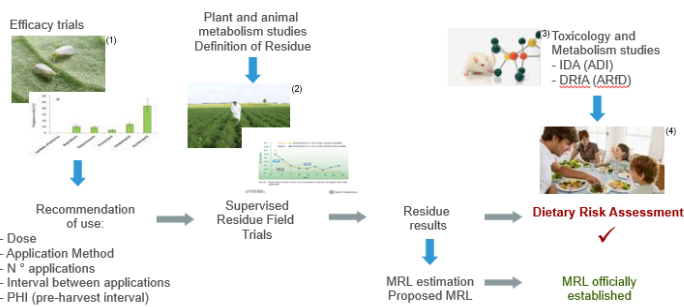 Efficacy trials
(1)
Plant and animal
metabolism studies
Definition of Residue
(2)
(3)
Toxicology and
Metabolism studies
- IDA (ADI)
- DRfA (ARfD)
(4)
Recommendation
of use:
- Dose
- Application Method
- N ° applications
- Interval between applications
- PHI (pre-harvest interval)
Supervised
Residue Field
Trials
Residue
results
Dietary Risk Assessment
MRL estimation
Proposed MRL
MRL officially
established